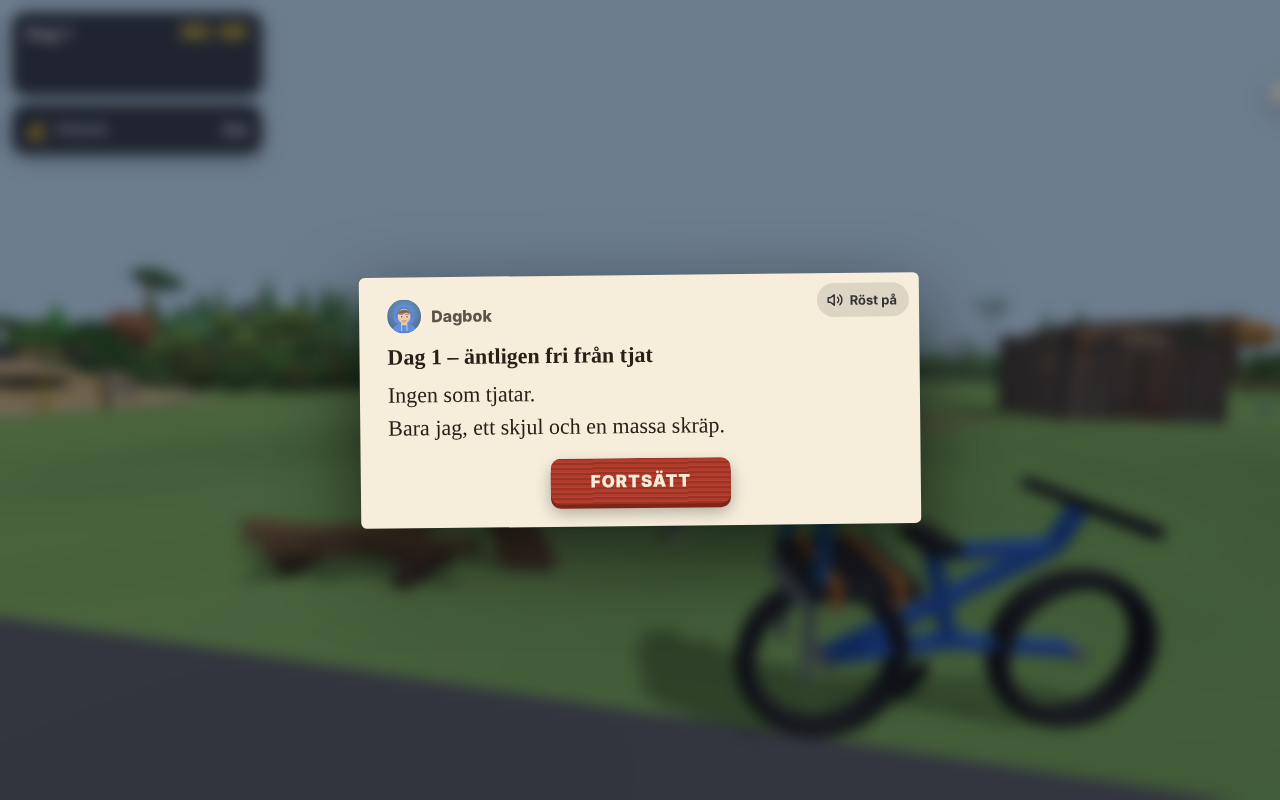 Röst på
Dagbok
Dag 1 – äntligen fri från tjat
Ingen som tjatar.
Bara jag, ett skjul och en massa skräp.
FORTSÄTT